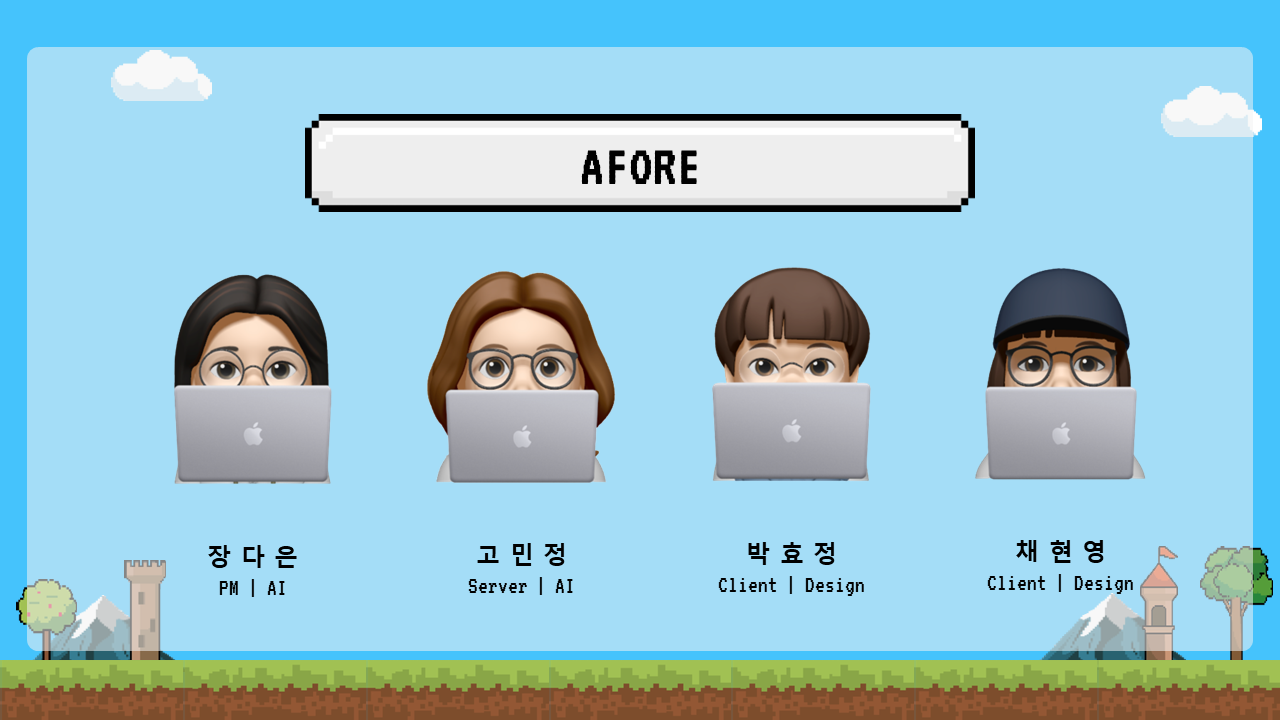 AFORE
장 다 은
PM | AI
고 민 정
Server | AI
박 효 정
Client | Design
채 현 영
Client | Design